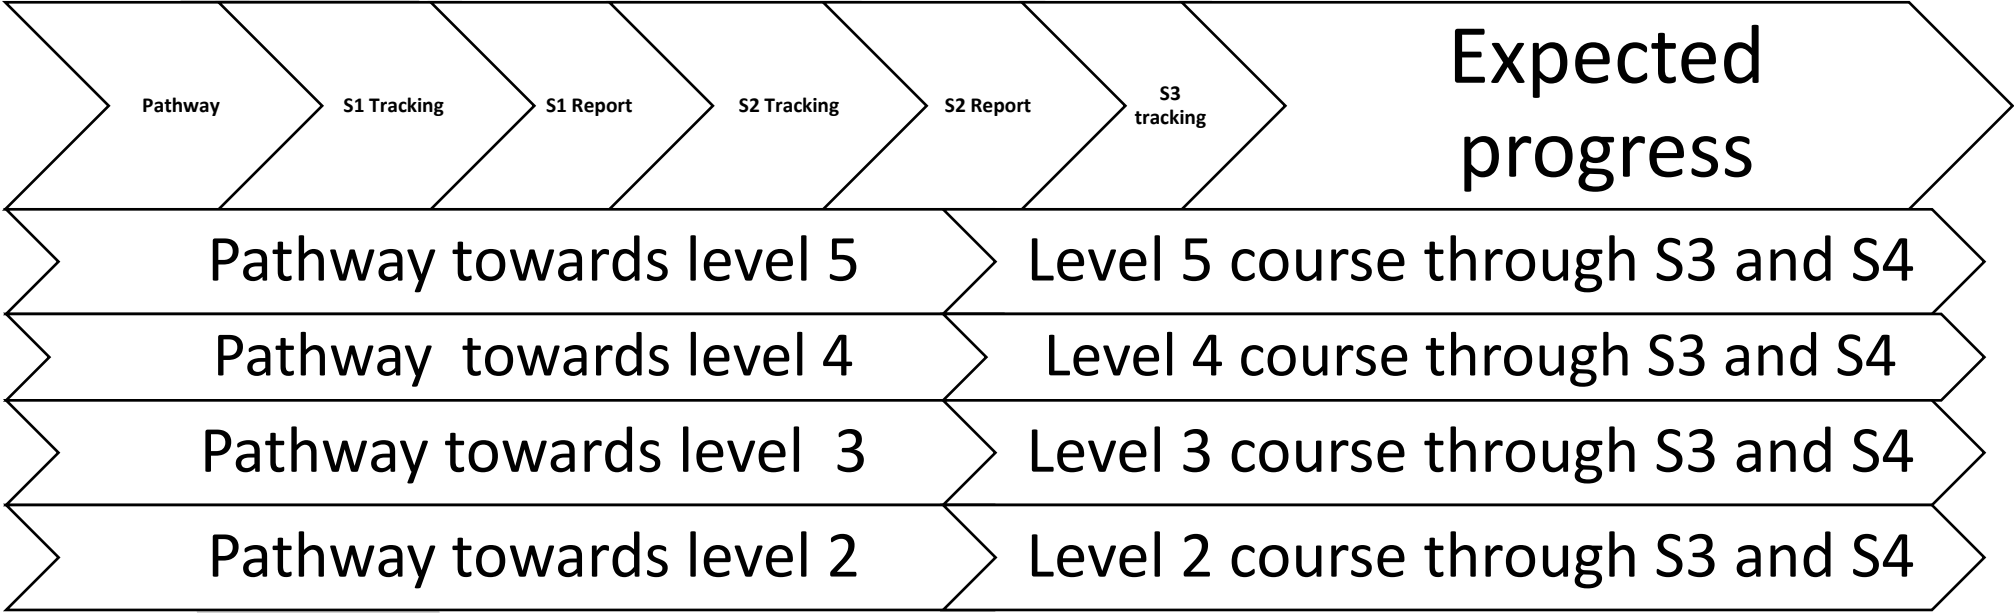 Pathway
S1 Tracking
S1 Report
S2 Tracking
S2 Report
S3
tracking
Expected
progress
Pathway towards level 5
Level 5 course through S3 and S4
Pathway  towards level 4
Level 4 course through S3 and S4
Pathway towards level  3
Level 3 course through S3 and S4
Pathway towards level 2
Level 2 course through S3 and S4